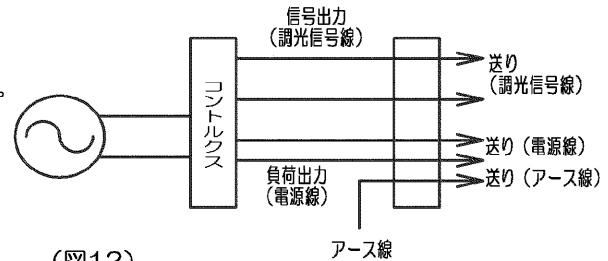 信号出力
（調光信号線）
送り
（調光信号線）
コントルクス
送り（電源線）
負荷出力
（電源線）
送り（アース線）
アース線
（図12）